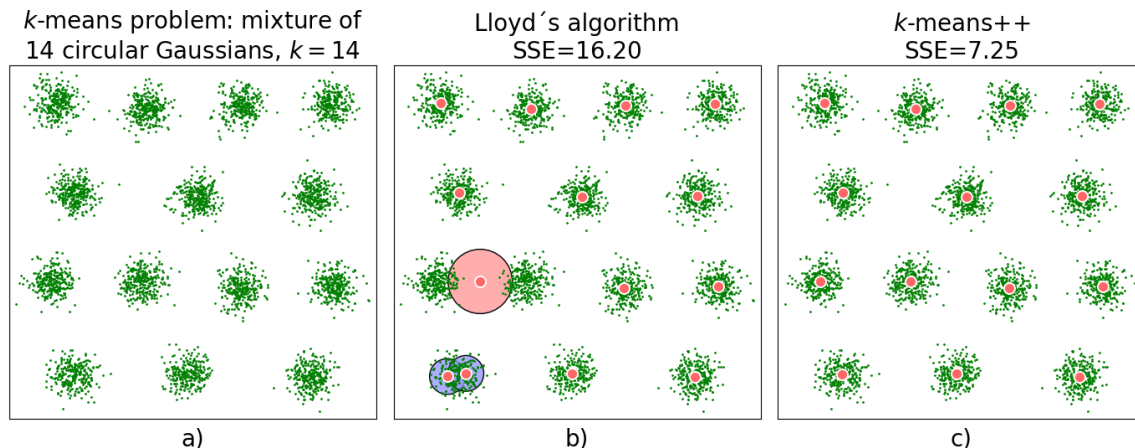 k-means problem: mixture of
14 circular Gaussians, k = 14
Lloyd´s algorithm
SSE=16.20
k-means++
SSE=7.25
a)
b)
c)